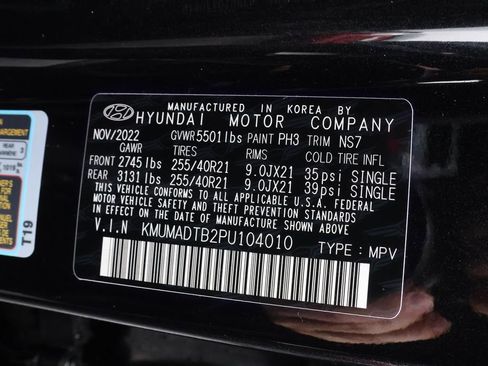 MANUFACTURED IN KOREA BY
HYUNDAI MOTOR COMPANY
NOV/2022 GVWR 5501 lbs PAINT PH3 TRIM NS7
GAWR TIRES RIMS COLD TIRE INFL
FRONT 2745 lbs 255/40R21 9.0JX21 35 psi SINGLE
REAR 3131 lbs 255/40R21 9.0JX21 39 psi SINGLE
THIS VEHICLE CONFORMS TO ALL APPLICABLE U.S.A. FEDERAL
MOTOR VEHICLE SAFETY STANDARDS IN EFFECT ON THE DATE
OF MANUFACTURE SHOWN ABOVE.
V.I.N KMUMADTB2PU104010 TYPE: MPV
T19